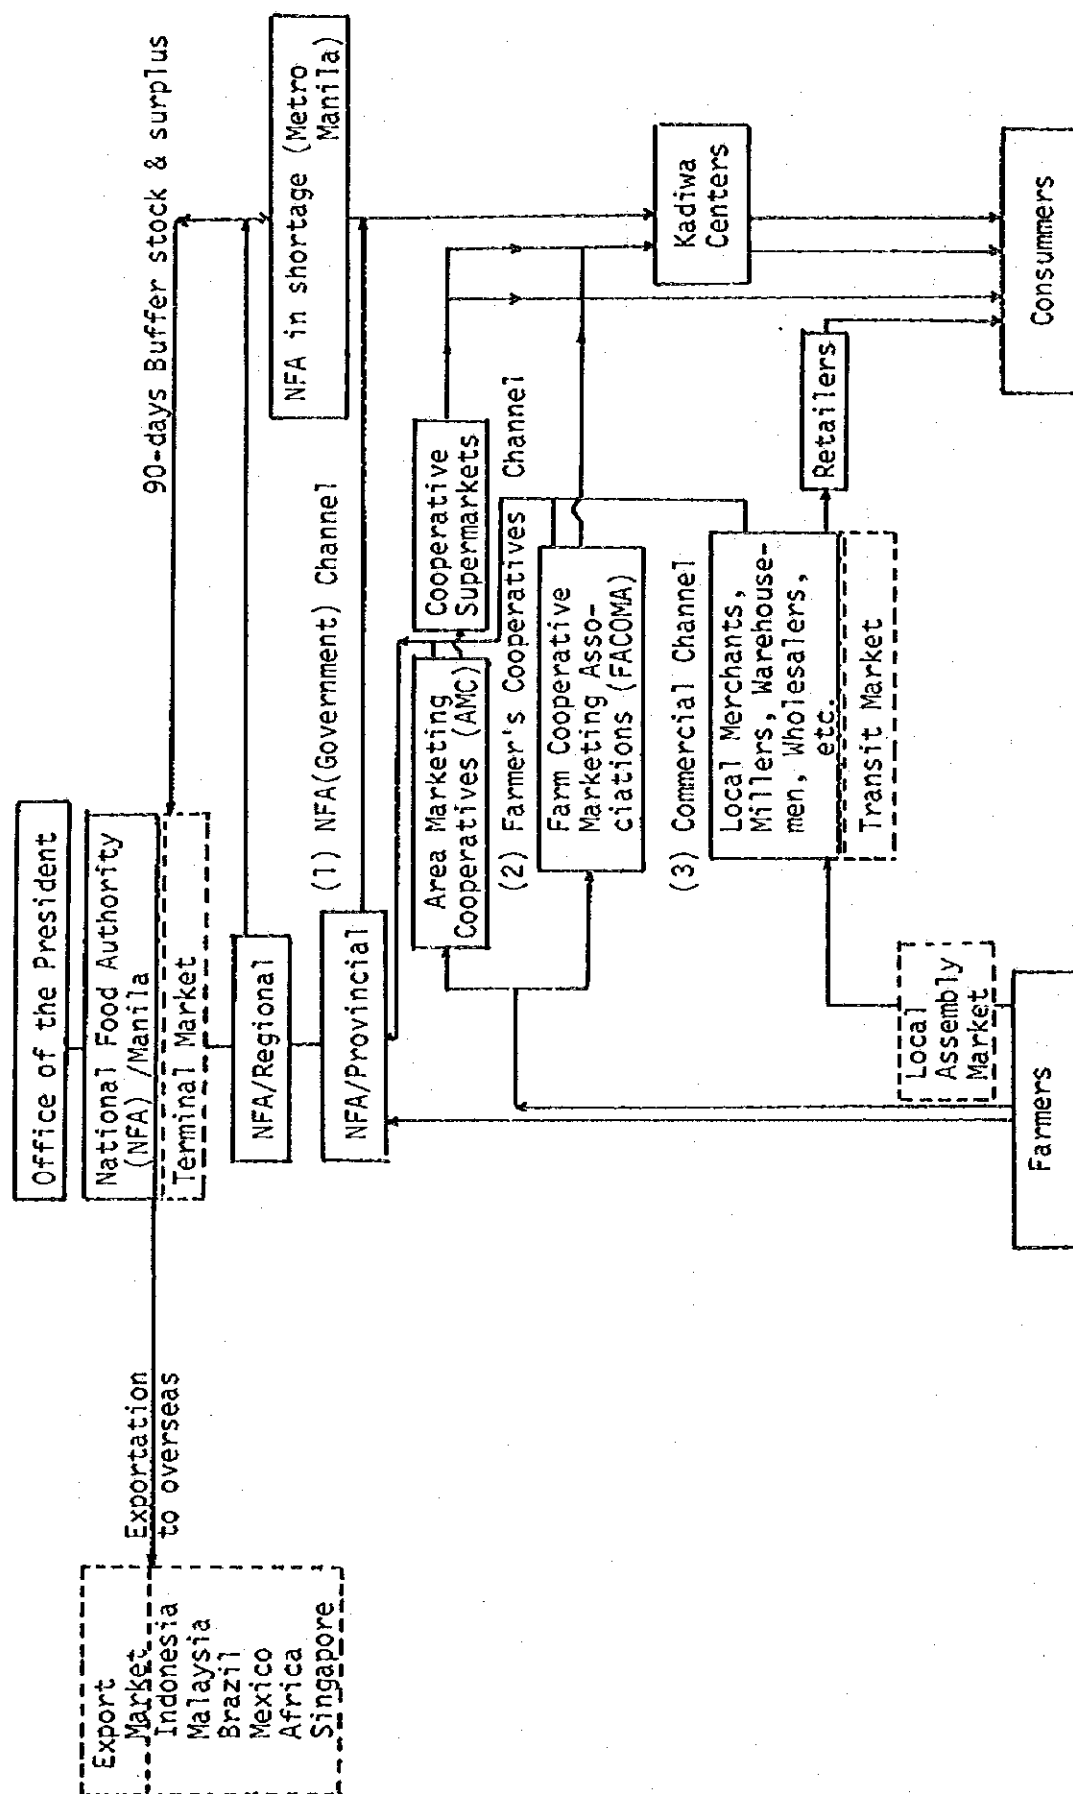 Office of the President
National Food Authority
(NFA) /Manila
Terminal Market
90-days Buffer stock & surplus
Exportation
to overseas
Export
Market
Indonesia
Malaysia
Brazil
Mexico
Africa
Singapore
NFA/Regional
NFA in shortage (Metro
Manila)
NFA/Provincial
(1) NFA(Government) Channel
Area Marketing
Cooperatives (AMC)
Cooperative
Supermarkets
(2) Farmer's Cooperatives Channel
Farm Cooperative
Marketing Asso-
ciations (FACOMA)
Kadiwa
Centers
(3) Commercial Channel
Local Merchants,
Millers, Warehouse-
men, Wholesalers,
etc.
Transit Market
Retailers
Local
Assembly
Market
Farmers
Consummers